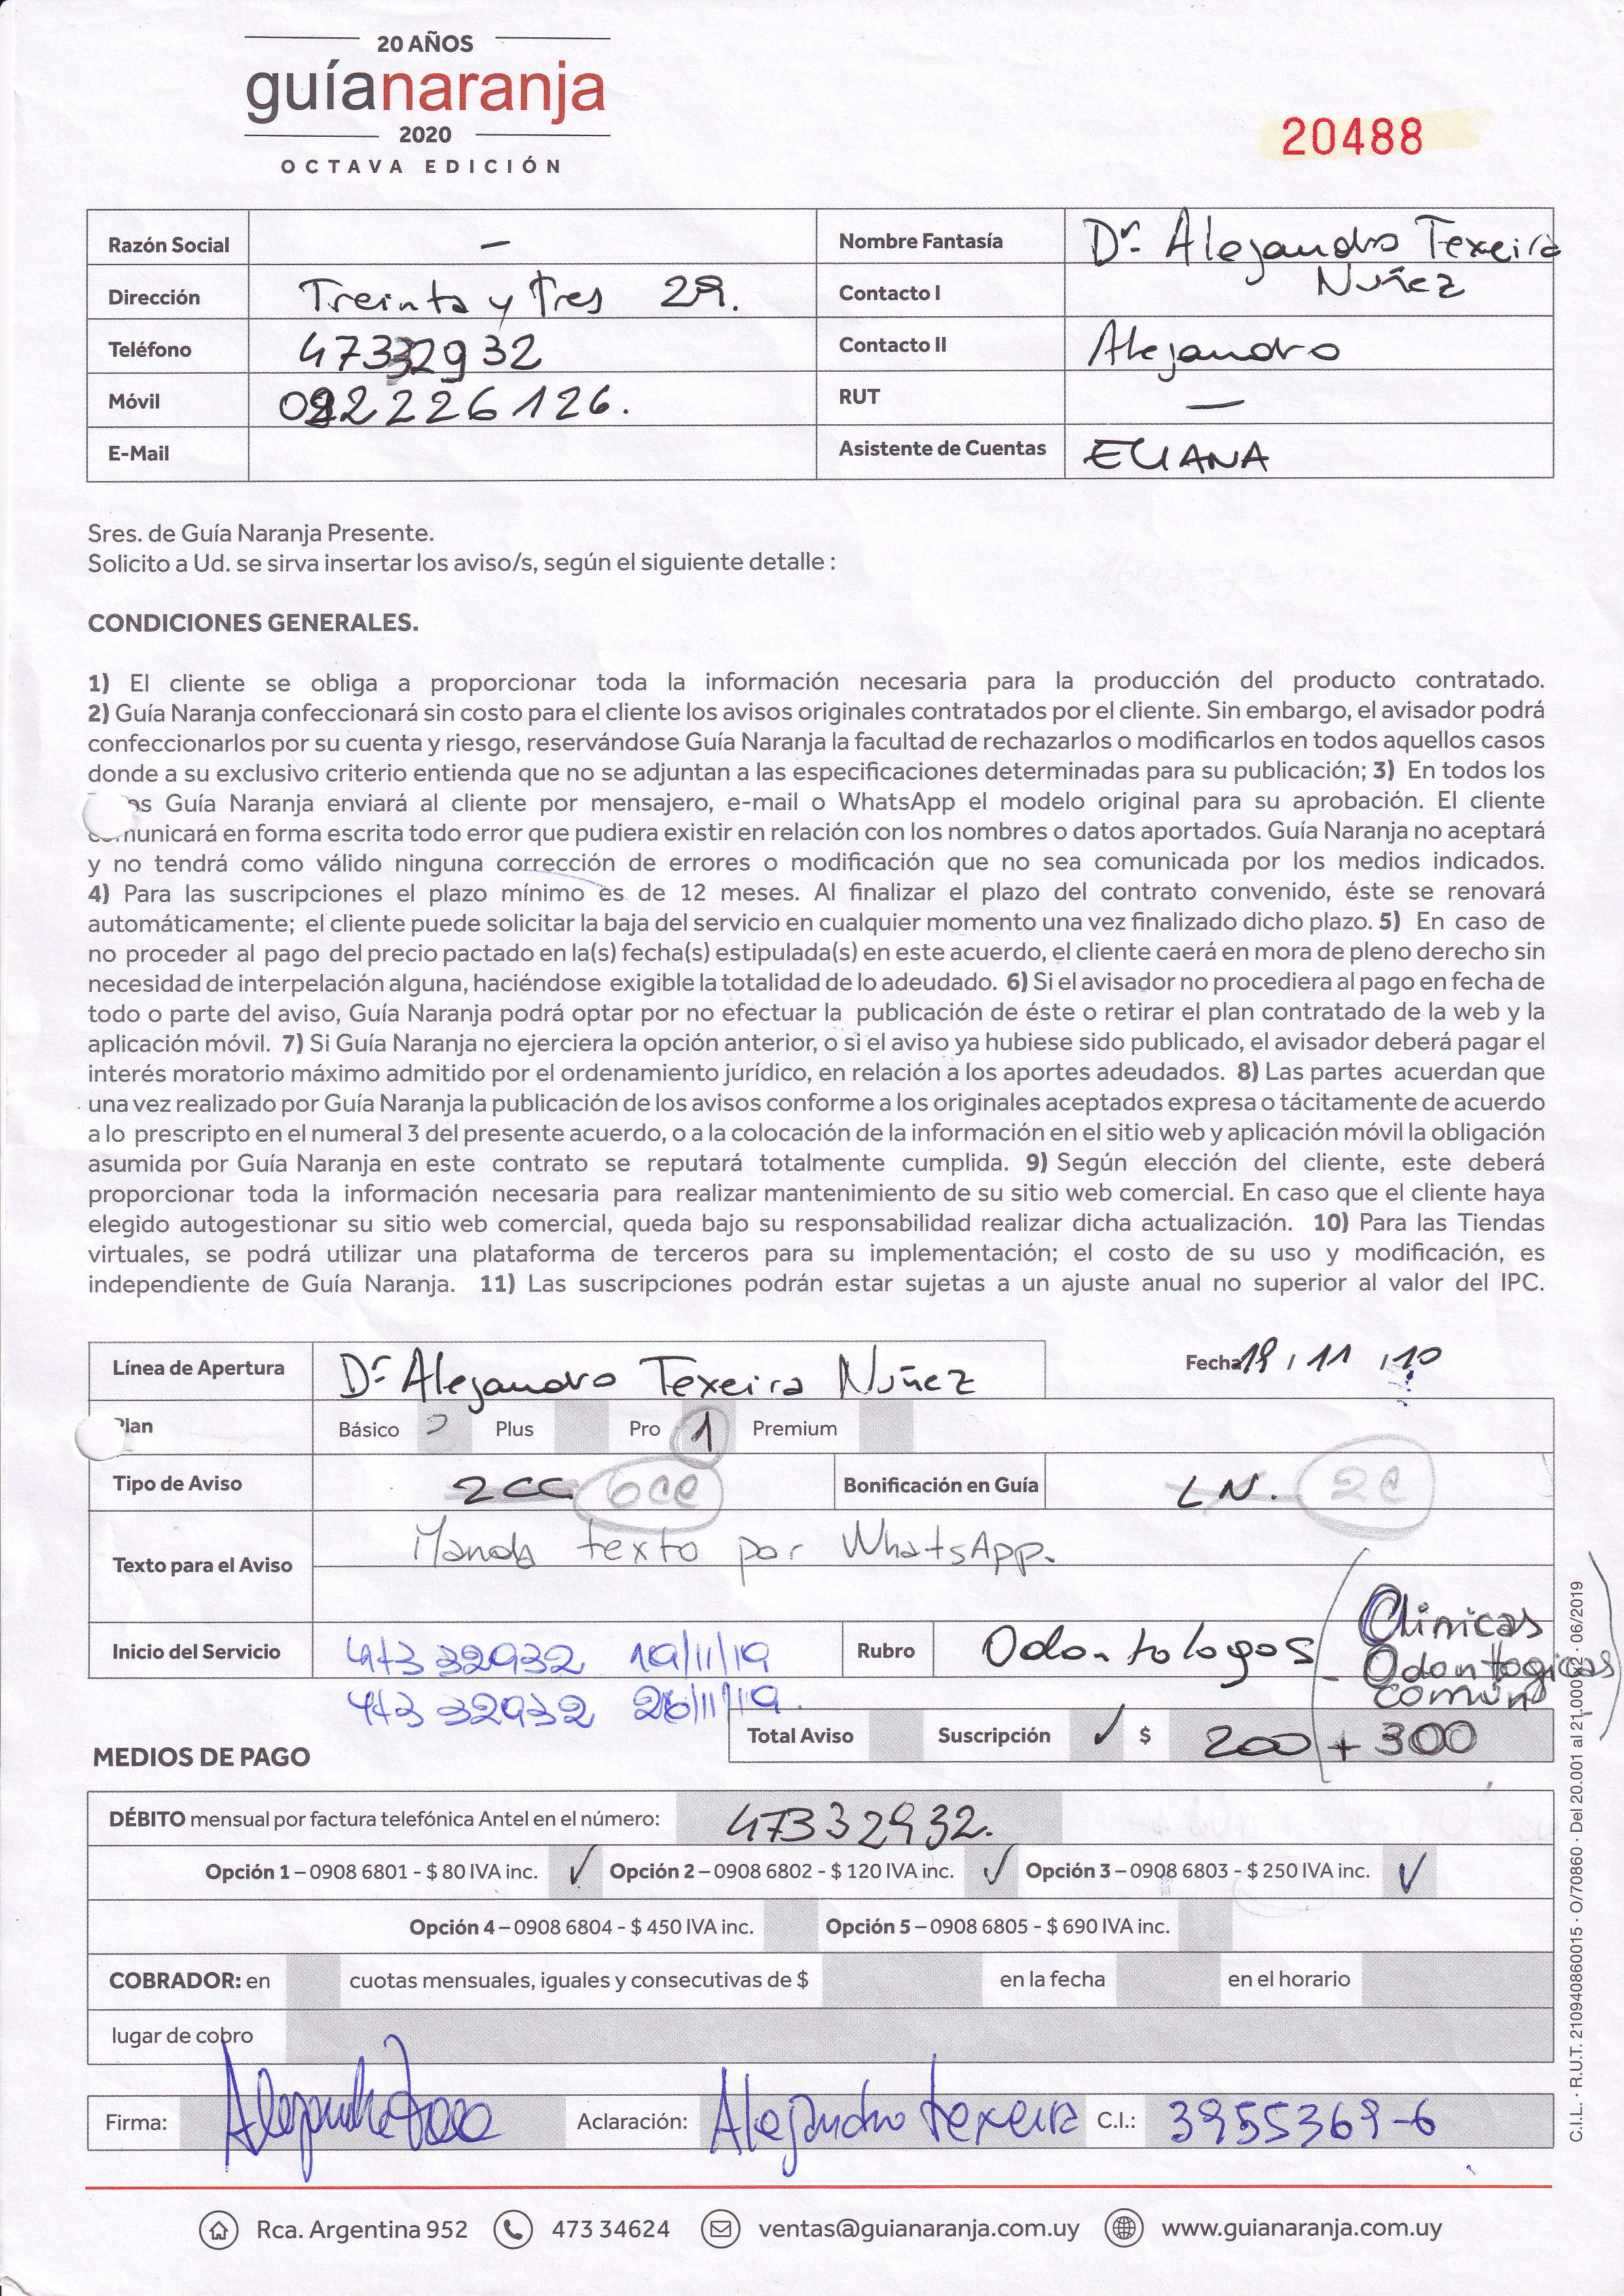 20 AÑOS
guíanaranja
2020
OCTAVA EDICIÓN
20488
Razón Social —
Nombre Fantasía Dr. Alejandro Texeira
Nuñez
Dirección Treinta y Tres 29.
Contacto I
Teléfono 47332932
Contacto II Alejandro
Móvil 092226126.
RUT —
E-Mail
Asistente de Cuentas ELIANA
Sres. de Guía Naranja Presente.
Solicito a Ud. se sirva insertar los aviso/s, según el siguiente detalle :
CONDICIONES GENERALES.
1) El cliente se obliga a proporcionar toda la información necesaria para la producción del producto contratado.
2) Guía Naranja confeccionará sin costo para el cliente los avisos originales contratados por el cliente. Sin embargo, el avisador podrá
confeccionarlos por su cuenta y riesgo, reservándose Guía Naranja la facultad de rechazarlos o modificarlos en todos aquellos casos
donde a su exclusivo criterio entienda que no se adjuntan a las especificaciones determinadas para su publicación; 3) En todos los
Guía Naranja enviará al cliente por mensajero, e-mail o WhatsApp el modelo original para su aprobación. El cliente
comunicará en forma escrita todo error que pudiera existir en relación con los nombres o datos aportados. Guía Naranja no aceptará
y no tendrá como válido ninguna corrección de errores o modificación que no sea comunicada por los medios indicados.
4) Para las suscripciones el plazo mínimo es de 12 meses. Al finalizar el plazo del contrato convenido, éste se renovará
automáticamente; el cliente puede solicitar la baja del servicio en cualquier momento una vez finalizado dicho plazo. 5) En caso de
no proceder al pago del precio pactado en la(s) fecha(s) estipulada(s) en este acuerdo, el cliente caerá en mora de pleno derecho sin
necesidad de interpelación alguna, haciéndose exigible la totalidad de lo adeudado. 6) Si el avisador no procediera al pago en fecha de
todo o parte del aviso, Guía Naranja podrá optar por no efectuar la publicación de éste o retirar el plan contratado de la web y la
aplicación móvil. 7) Si Guía Naranja no ejerciera la opción anterior, o si el aviso ya hubiese sido publicado, el avisador deberá pagar el
interés moratorio máximo admitido por el ordenamiento jurídico, en relación a los aportes adeudados. 8) Las partes acuerdan que
una vez realizado por Guía Naranja la publicación de los avisos conforme a los originales aceptados expresa o tácitamente de acuerdo
a lo prescripto en el numeral 3 del presente acuerdo, o a la colocación de la información en el sitio web y aplicación móvil la obligación
asumida por Guía Naranja en este contrato se reputará totalmente cumplida. 9) Según elección del cliente, este deberá
proporcionar toda la información necesaria para realizar mantenimiento de su sitio web comercial. En caso que el cliente haya
elegido autogestionar su sitio web comercial, queda bajo su responsabilidad realizar dicha actualización. 10) Para las Tiendas
virtuales, se podrá utilizar una plataforma de terceros para su implementación; el costo de su uso y modificación, es
independiente de Guía Naranja. 11) Las suscripciones podrán estar sujetas a un ajuste anual no superior al valor del IPC.
Línea de Apertura Dr. Alejandro Texeira Nuñez
Fecha 19 / 11 / 10
Plan Básico Plus Pro 1 Premium
Tipo de Aviso 2CC 6CC Bonificación en Guía LN. 2C
Texto para el Aviso Manda texto por WhatsApp.
Inicio del Servicio 473 32932 19/11/19 Rubro Odontologos
(Clinicas
Odontogicas
común)
473 32932 26/11/19.
Total Aviso Suscripción ✓ $ 200 + 300
MEDIOS DE PAGO
DÉBITO mensual por factura telefónica Antel en el número: 47332932.
Opción 1 – 0908 6801 - $ 80 IVA inc. ✓ Opción 2 – 0908 6802 - $ 120 IVA inc. ✓ Opción 3 – 0908 6803 - $ 250 IVA inc. ✓
Opción 4 – 0908 6804 - $ 450 IVA inc. Opción 5 – 0908 6805 - $ 690 IVA inc.
COBRADOR: en cuotas mensuales, iguales y consecutivas de $ en la fecha en el horario
lugar de cobro
Firma: Aclaración: Alejandro Texeira C.I.: 3955369-6
Rca. Argentina 952 473 34624 ventas@guianaranja.com.uy www.guianaranja.com.uy
C.I.L. · R.U.T. 210940860015 · O/70860 · Del 20.001 al 21.000 x2 · 06/2019